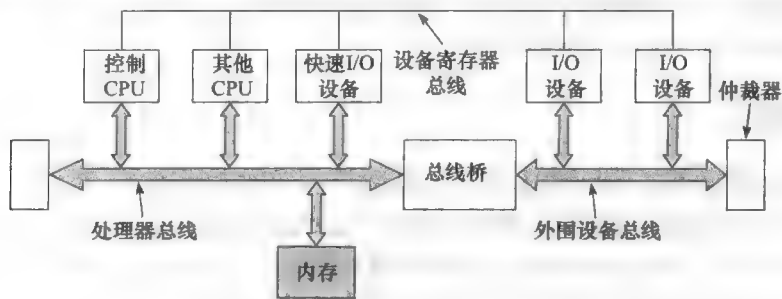 控制
CPU
其他
CPU
快速I/O
设备
设备寄存器
总线
I/O
设备
I/O
设备
仲裁器
总线桥
处理器总线
外围设备总线
内存